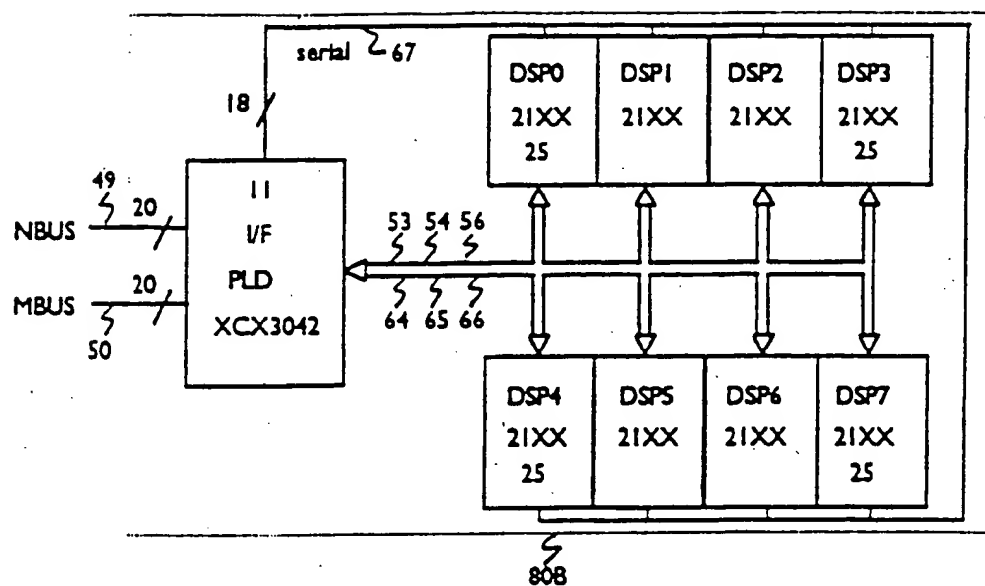 serial
67
18
DSP0
21XX
25
DSP1
21XX
DSP2
21XX
DSP3
21XX
25
49
20
NBUS
11
I/F
PLD
XCX3042
20
MBUS
50
53 54 56
64 65 66
DSP4
21XX
25
DSP5
21XX
DSP6
21XX
DSP7
21XX
25
80B